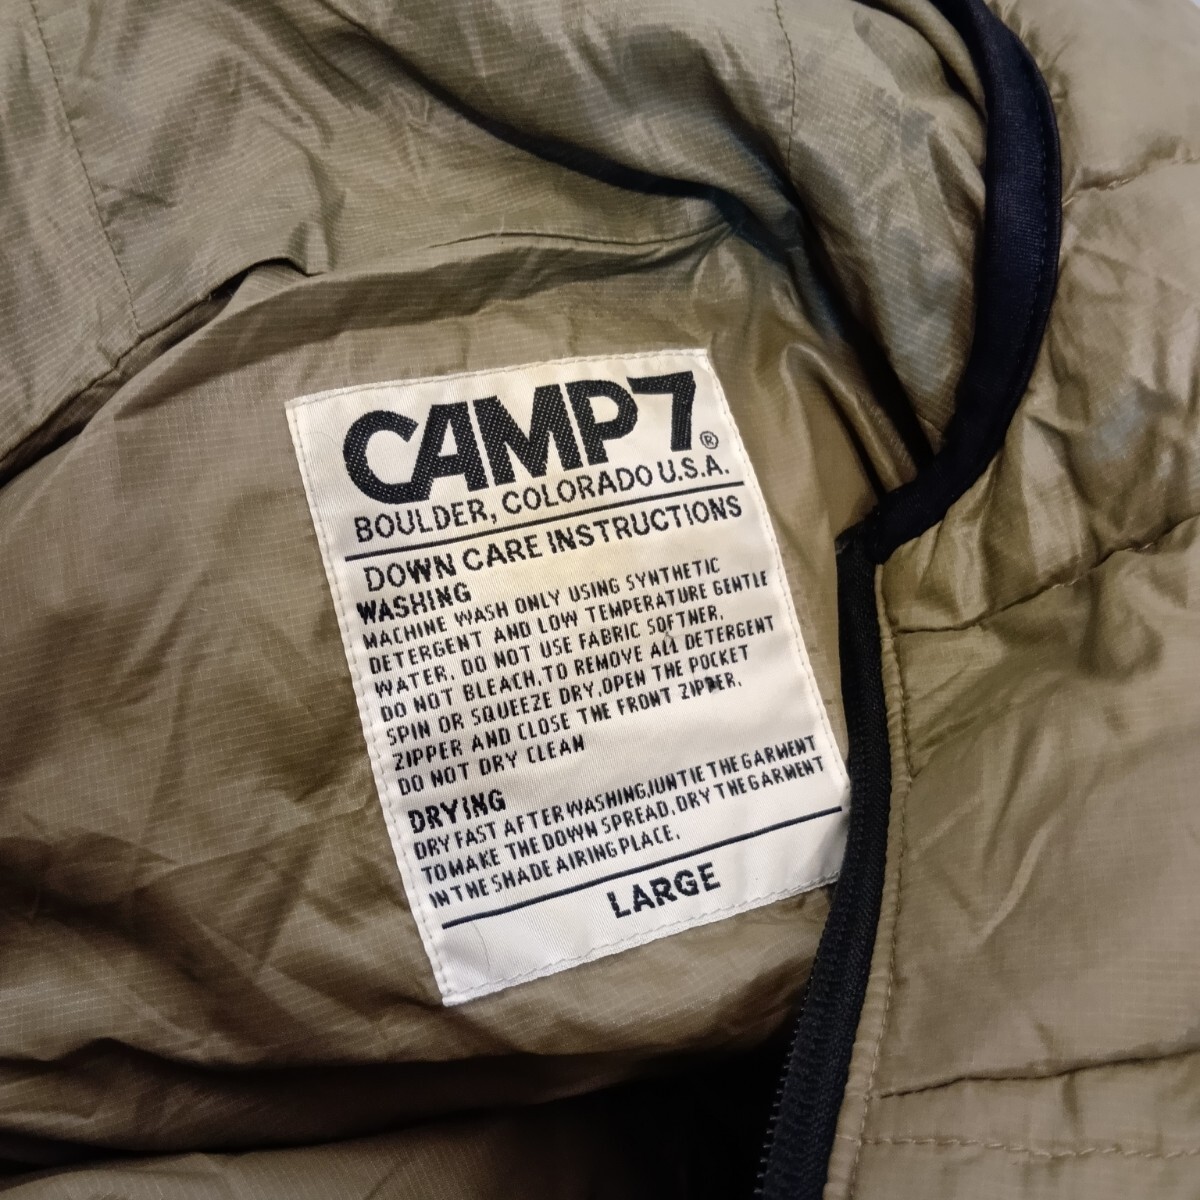 CAMP7®
BOULDER, COLORADO U.S.A.
DOWN CARE INSTRUCTIONS
WASHING
MACHINE WASH ONLY USING SYNTHETIC
DETERGENT AND LOW TEMPERATURE GENTLE
WATER. DO NOT USE FABRIC SOFTNER.
DO NOT BLEACH.TO REMOVE ALL DETERGENT
SPIN OR SQUEEZE DRY.OPEN THE POCKET
ZIPPER AND CLOSE THE FRONT ZIPPER.
DO NOT DRY CLEAN
DRYING
DRY FAST AFTER WASHING,IUNTIE THE GARMENT
TO MAKE THE DOWN SPREAD. DRY THE GARMENT
IN THE SHADE AIRING PLACE.
LARGE